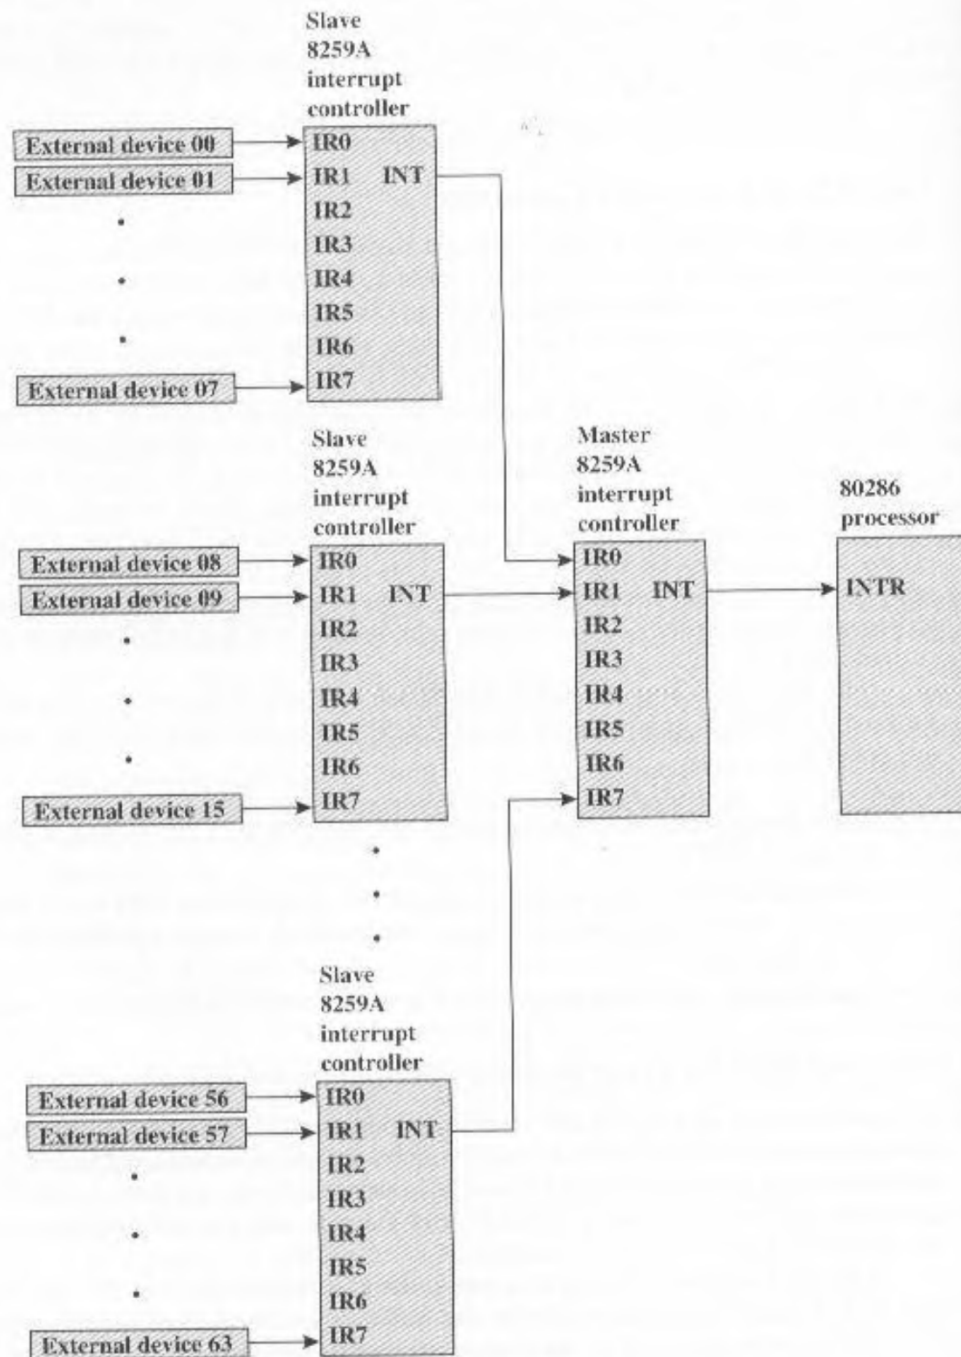 Slave
8259A
interrupt
controller
External device 00
External device 01
External device 07
IR0
IR1 INT
IR2
IR3
IR4
IR5
IR6
IR7
Slave
8259A
interrupt
controller
External device 08
External device 09
External device 15
IR0
IR1 INT
IR2
IR3
IR4
IR5
IR6
IR7
Master
8259A
interrupt
controller
IR0
IR1 INT
IR2
IR3
IR4
IR5
IR6
IR7
80286
processor
INTR
Slave
8259A
interrupt
controller
External device 56
External device 57
External device 63
IR0
IR1 INT
IR2
IR3
IR4
IR5
IR6
IR7